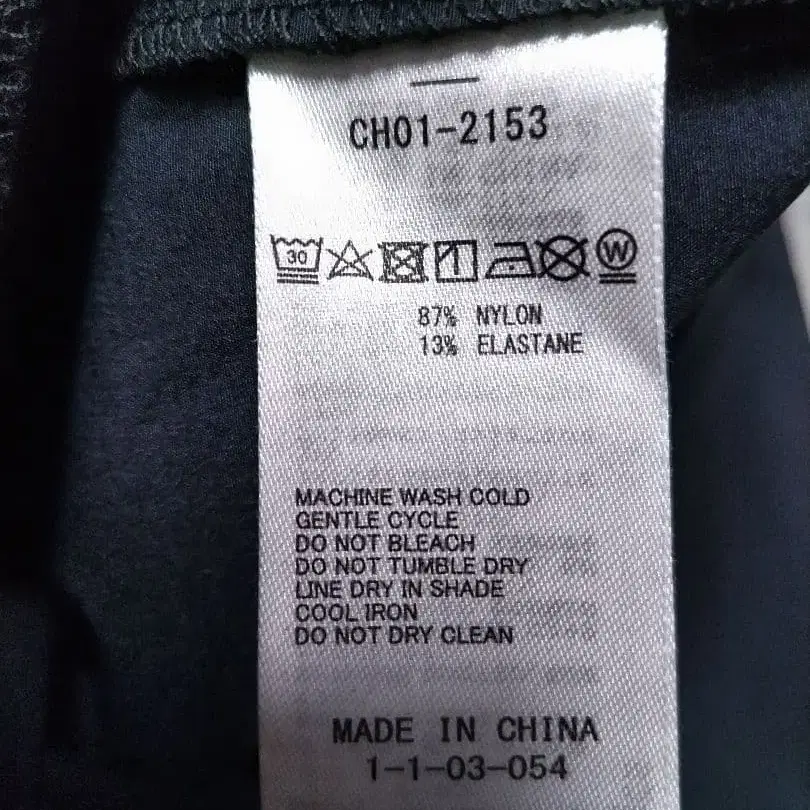 CH01-2153
30 W
87% NYLON
13% ELASTANE
MACHINE WASH COLD
GENTLE CYCLE
DO NOT BLEACH
DO NOT TUMBLE DRY
LINE DRY IN SHADE
COOL IRON
DO NOT DRY CLEAN
MADE IN CHINA
1-1-03-054